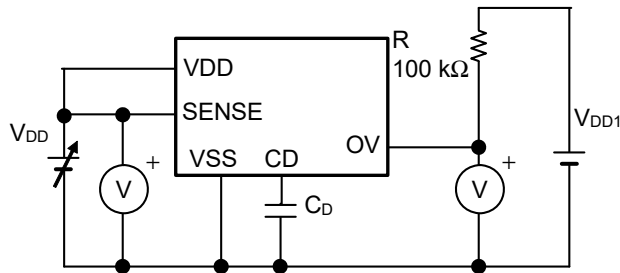 R
100 kΩ
VDD
SENSE
VSS
CD
OV
VDD
V
+
CD
V
+
VDD1